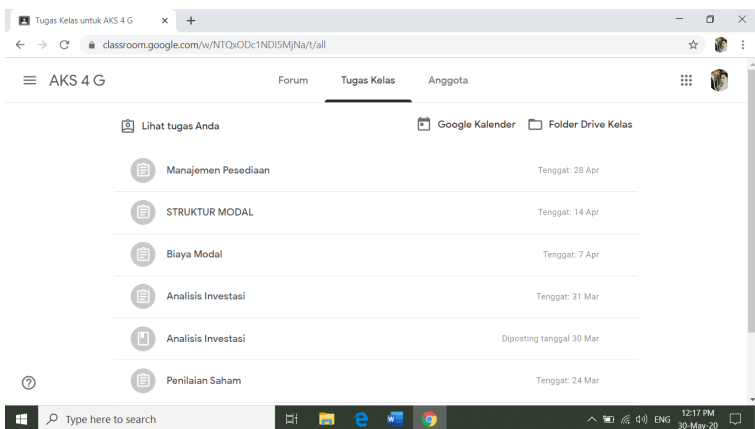 Tugas Kelas untuk AKS 4 G
classroom.google.com/w/NTQxODc1NDI5MjNa/t/all
AKS 4 G
Forum Tugas Kelas Anggota
Lihat tugas Anda
Google Kalender Folder Drive Kelas
Manajemen Pesediaan Tenggat: 28 Apr
STRUKTUR MODAL Tenggat: 14 Apr
Biaya Modal Tenggat: 7 Apr
Analisis Investasi Tenggat: 31 Mar
Analisis Investasi Diposting tanggal 30 Mar
Penilaian Saham Tenggat: 24 Mar
Type here to search
ENG
12:17 PM
30-May-20